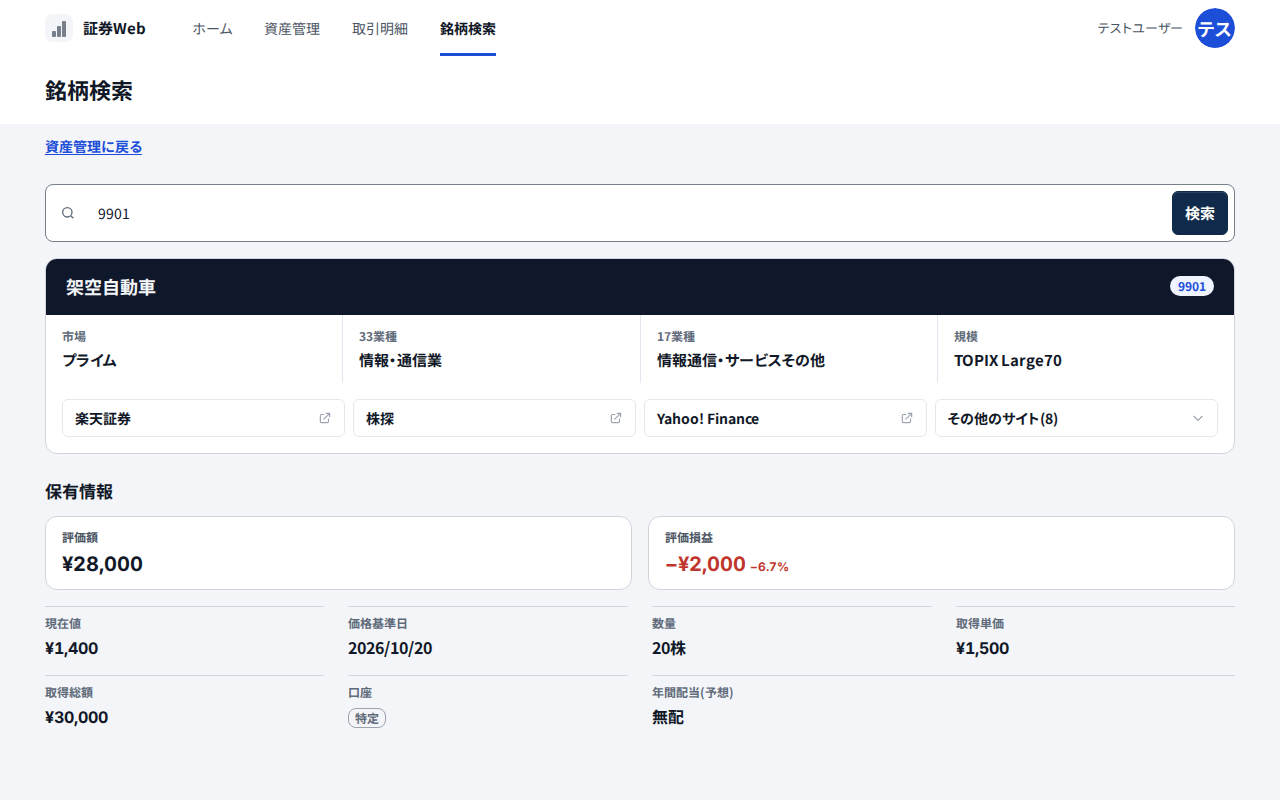 証券Web
ホーム
資産管理
取引明細
銘柄検索
テストユーザー
テス
銘柄検索
資産管理に戻る
9901
検索
架空自動車
9901
市場
プライム
33業種
情報・通信業
17業種
情報通信・サービスその他
規模
TOPIX Large70
楽天証券
株探
Yahoo! Finance
その他のサイト(8)
保有情報
評価額
¥28,000
評価損益
−¥2,000 −6.7%
現在値
¥1,400
価格基準日
2026/10/20
数量
20株
取得単価
¥1,500
取得総額
¥30,000
口座
特定
年間配当(予想)
無配